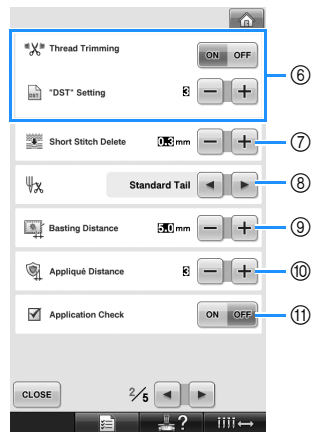 Thread Trimming ON OFF
⑥
DST "DST" Setting 3 − +
Short Stitch Delete 0.3 mm − + ⑦
Standard Tail ⑧
Basting Distance 5.0 mm − + ⑨
Appliqué Distance 3 − + ⑩
Application Check ON OFF ⑪
CLOSE 2/5
?